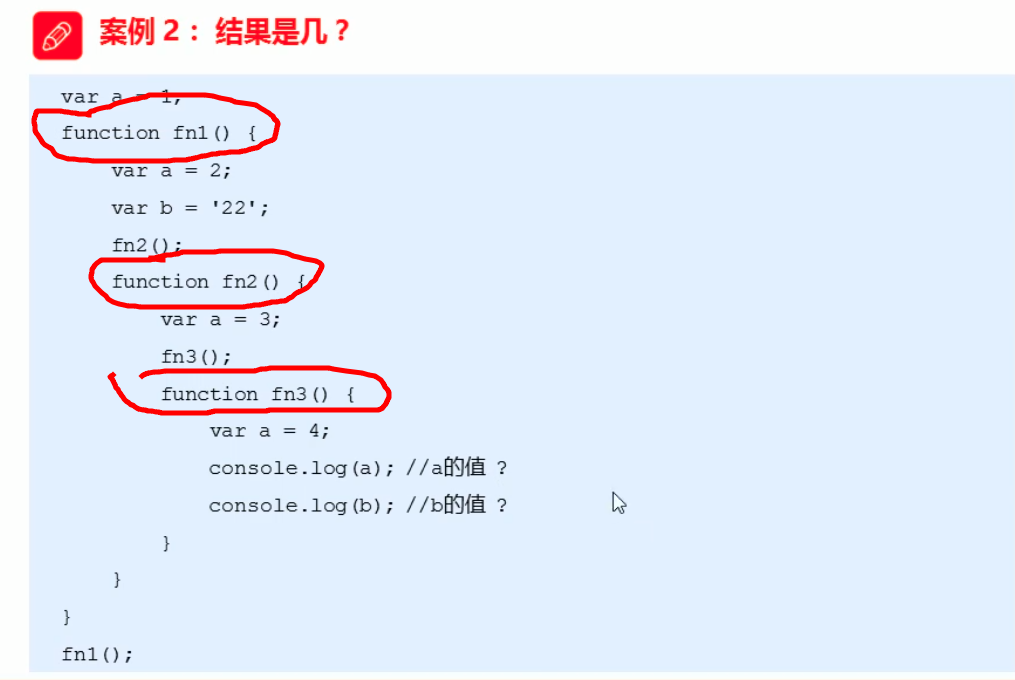 案例 2 ： 结果是几 ？
var a = 1;
function fn1() {
var a = 2;
var b = '22';
fn2();
function fn2() {
var a = 3;
fn3();
function fn3() {
var a = 4;
console.log(a); //a的值 ？
console.log(b); //b的值 ？
}
}
}
fn1();